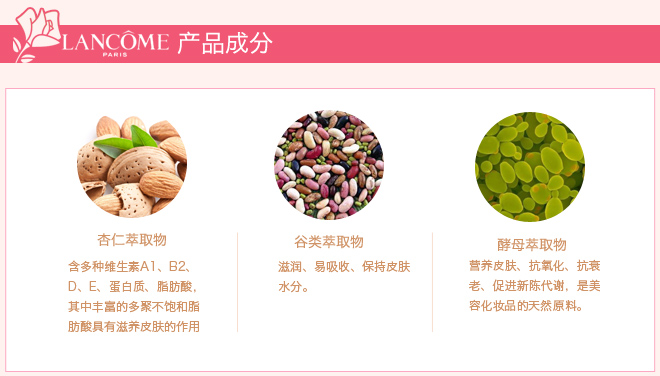 LANCÔME 产品成分
PARIS
杏仁萃取物
含多种维生素A1、B2、
D、E、蛋白质、脂肪酸，
其中丰富的多聚不饱和脂
肪酸具有滋养皮肤的作用
谷类萃取物
滋润、易吸收、保持皮肤
水分。
酵母萃取物
营养皮肤、抗氧化、抗衰
老、促进新陈代谢，是美
容化妆品的天然原料。